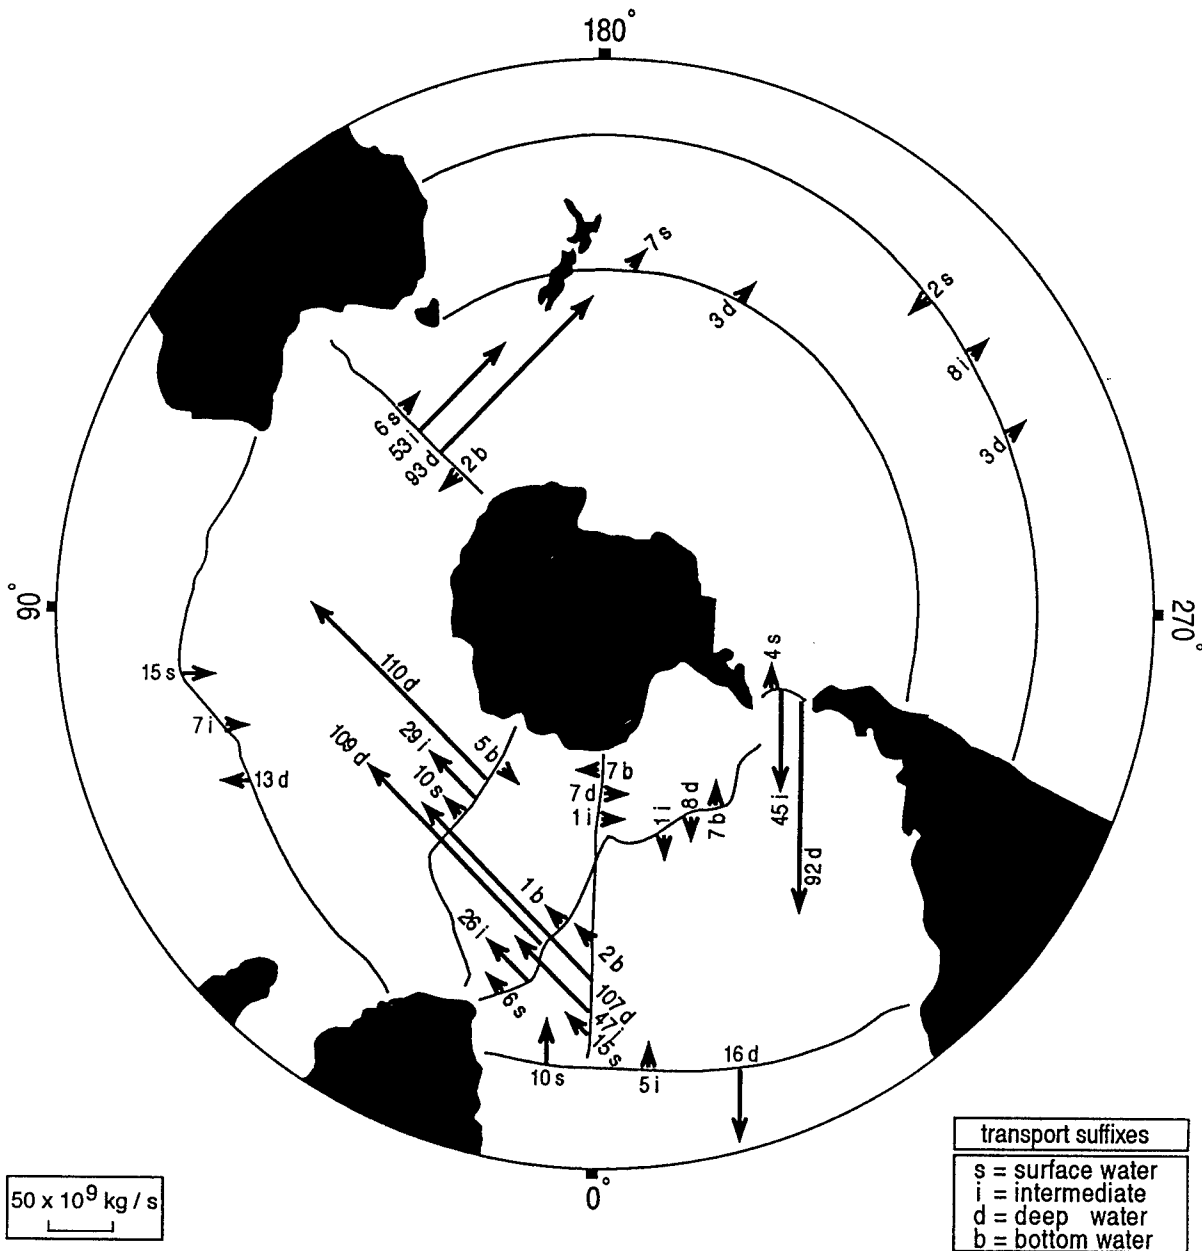 180°
7 s
3 d
2 s
8 i
3 d
6 s
53 i
93 d
2 b
90°
270°
4 s
15 s
7 i
13 d
110 d
29 i
109 d
10 s
5 b
7 b
7 d
1 i
1 i
8 d
7 b
45 i
92 d
1 b
26 i
6 s
2 b
107 d
47 i
15 s
10 s
5 i
16 d
0°
50 x 10⁹ kg / s
transport suffixes
s = surface water
i = intermediate
d = deep water
b = bottom water